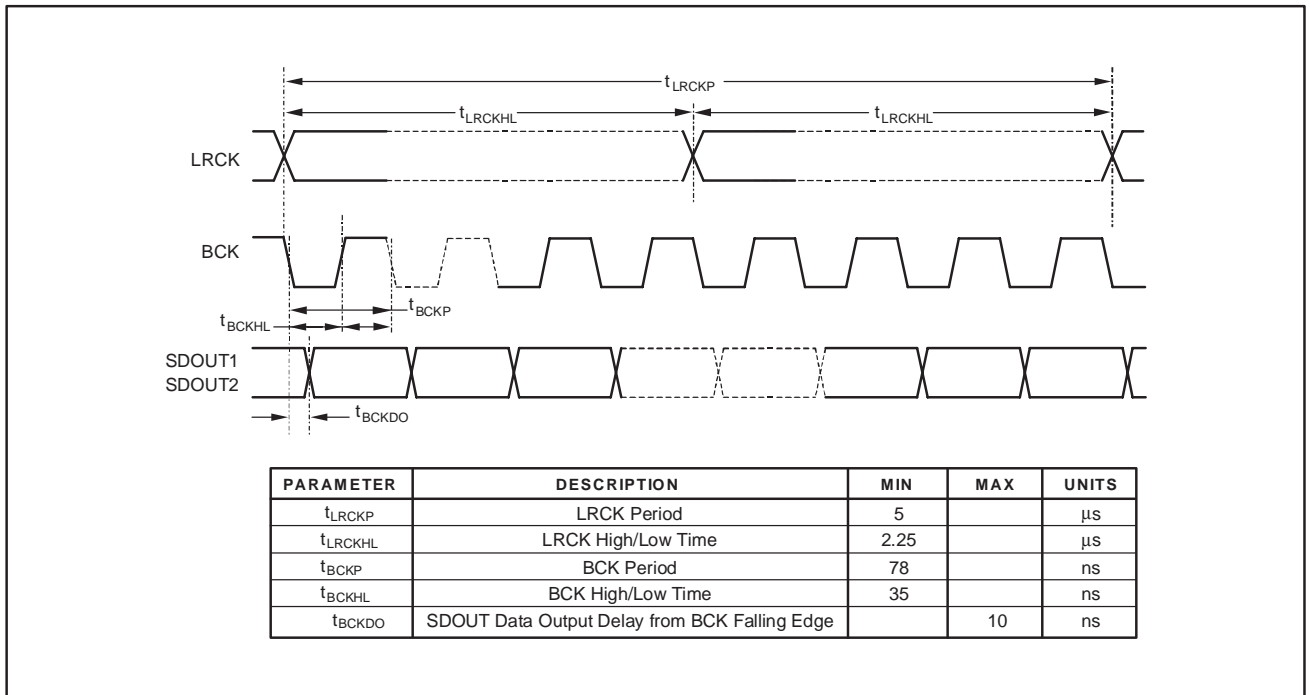 tLRCKP
tLRCKHL tLRCKHL
LRCK
BCK
tBCKP
tBCKHL
SDOUT1
SDOUT2
tBCKDO
PARAMETER DESCRIPTION MIN MAX UNITS
tLRCKP LRCK Period 5 μs
tLRCKHL LRCK High/Low Time 2.25 μs
tBCKP BCK Period 78 ns
tBCKHL BCK High/Low Time 35 ns
tBCKDO SDOUT Data Output Delay from BCK Falling Edge 10 ns